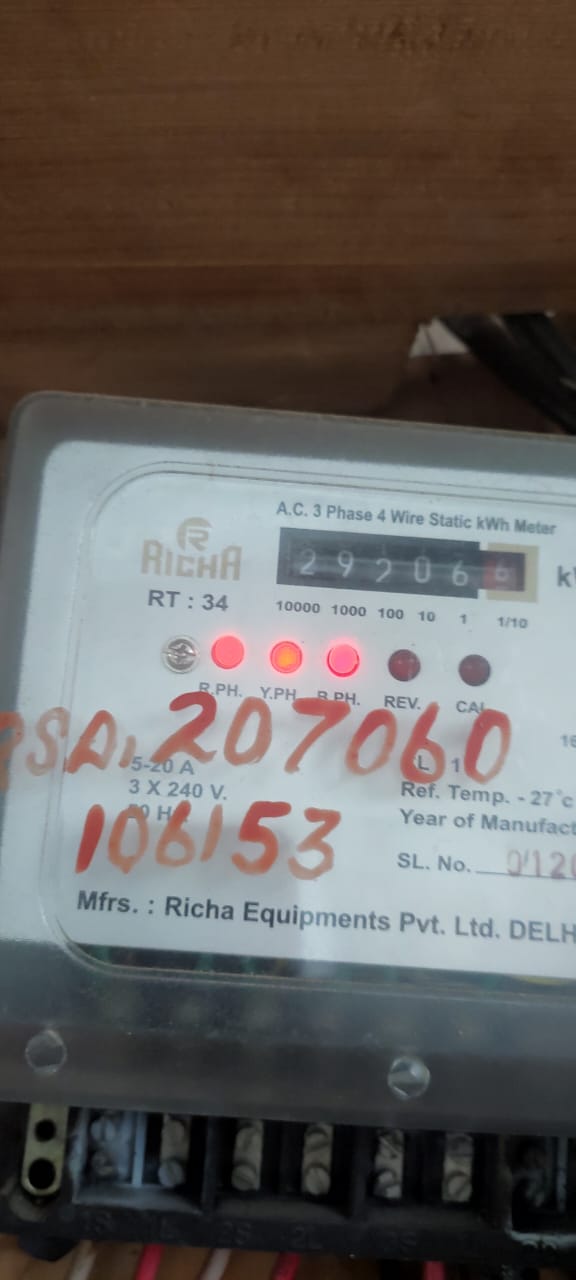 A.C. 3 Phase 4 Wire Static kWh Meter
292066
RICHA
RT : 34
10000 1000 100 10 1 1/10
R.PH. Y.PH. B.PH. REV. CAL
207060
5-20 A
3 X 240 V.
Ref. Temp. - 27°c
106153
Year of Manufact
SL. No.
Mfrs. : Richa Equipments Pvt. Ltd. DELH